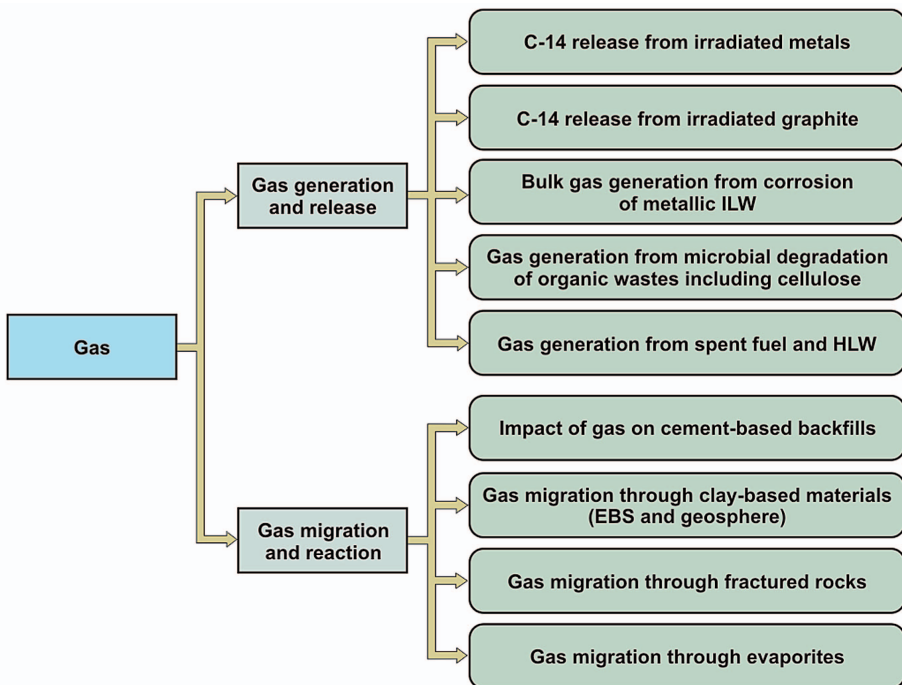 Gas
Gas generation
and release
C-14 release from irradiated metals
C-14 release from irradiated graphite
Bulk gas generation from corrosion
of metallic ILW
Gas generation from microbial degradation
of organic wastes including cellulose
Gas generation from spent fuel and HLW
Gas migration
and reaction
Impact of gas on cement-based backfills
Gas migration through clay-based materials
(EBS and geosphere)
Gas migration through fractured rocks
Gas migration through evaporites